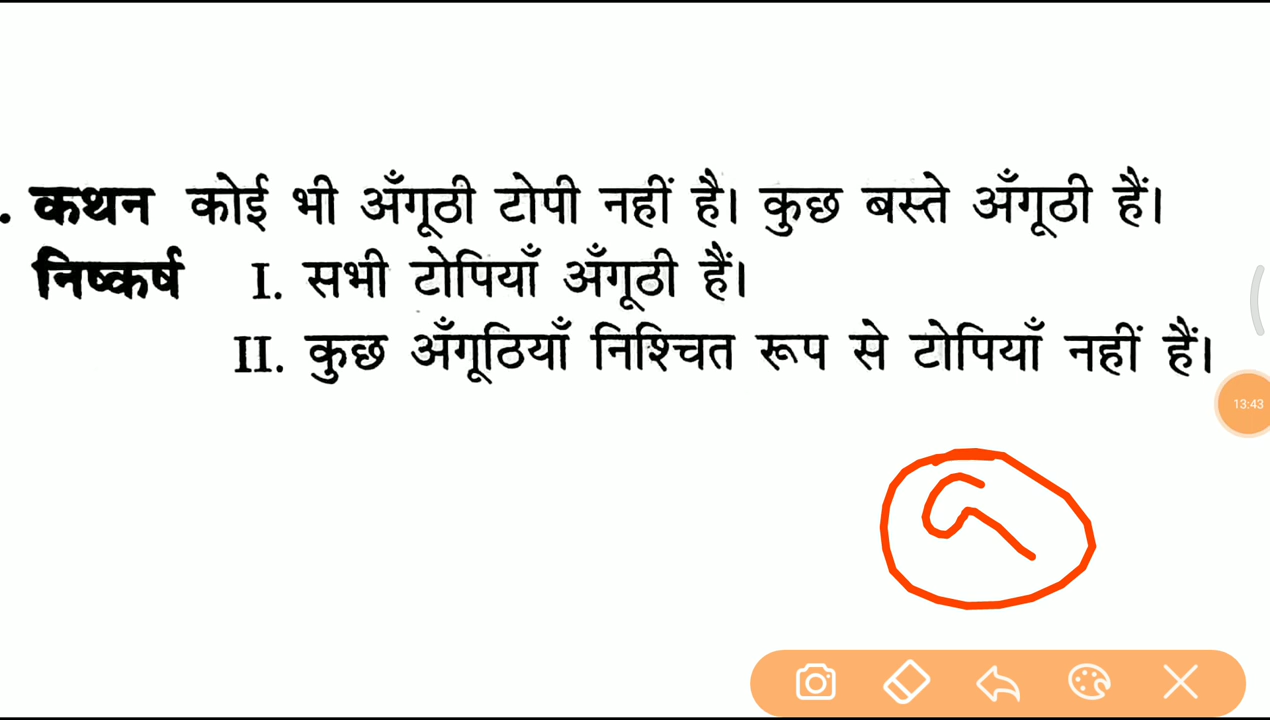 . कथन कोई भी अँगूठी टोपी नहीं है। कुछ बस्ते अँगूठी हैं।
निष्कर्ष I. सभी टोपियाँ अँगूठी हैं।
II. कुछ अँगूठियाँ निश्चित रूप से टोपियाँ नहीं हैं।
13:43